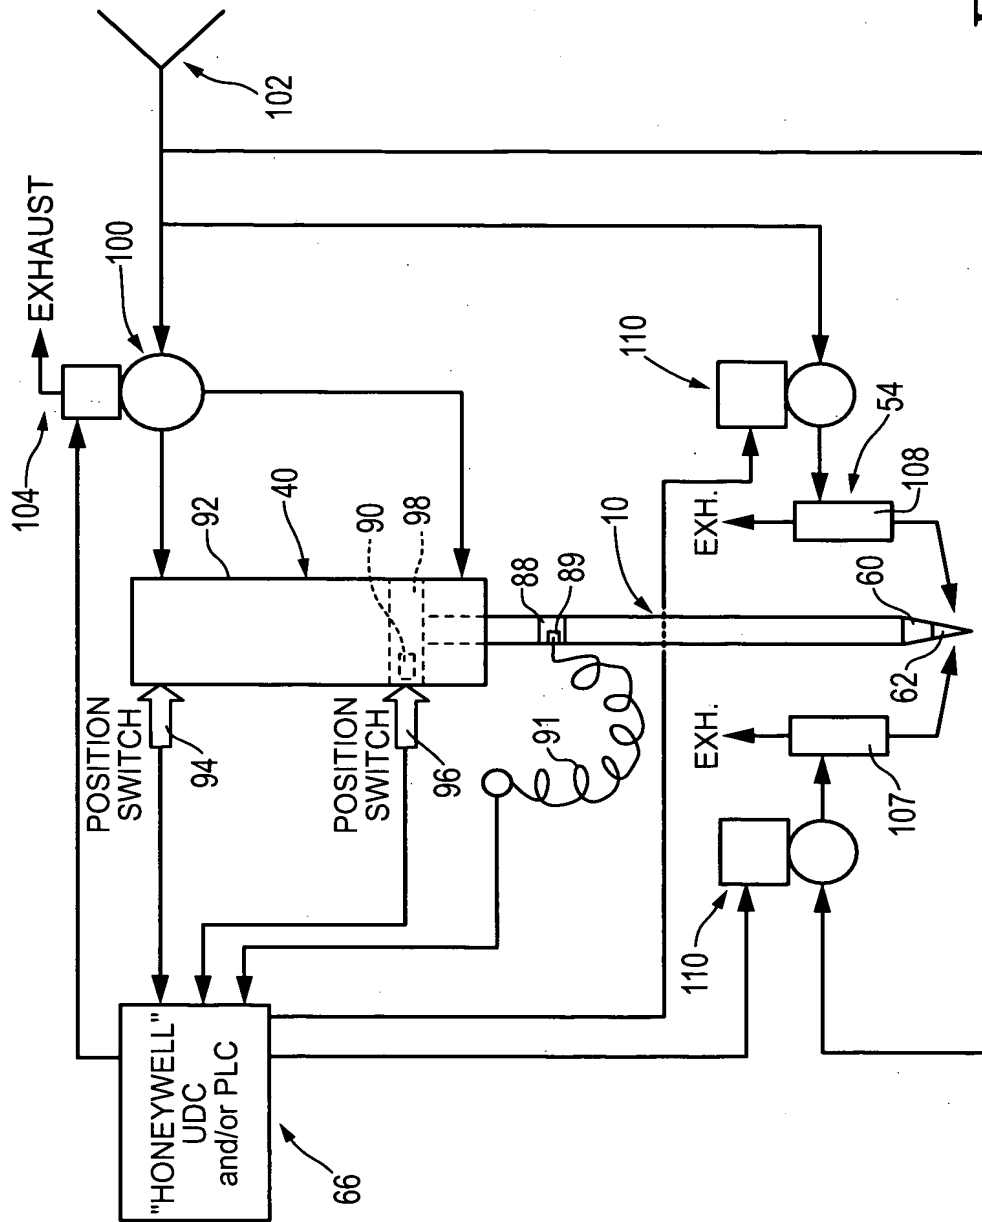 "HONEYWELL"
UDC
and/or PLC
66
POSITION
SWITCH
94
POSITION
SWITCH
96
104
EXHAUST
100
102
92
40
90
98
88
89
91
10
110
EXH.
107
110
54
EXH.
108
60
62